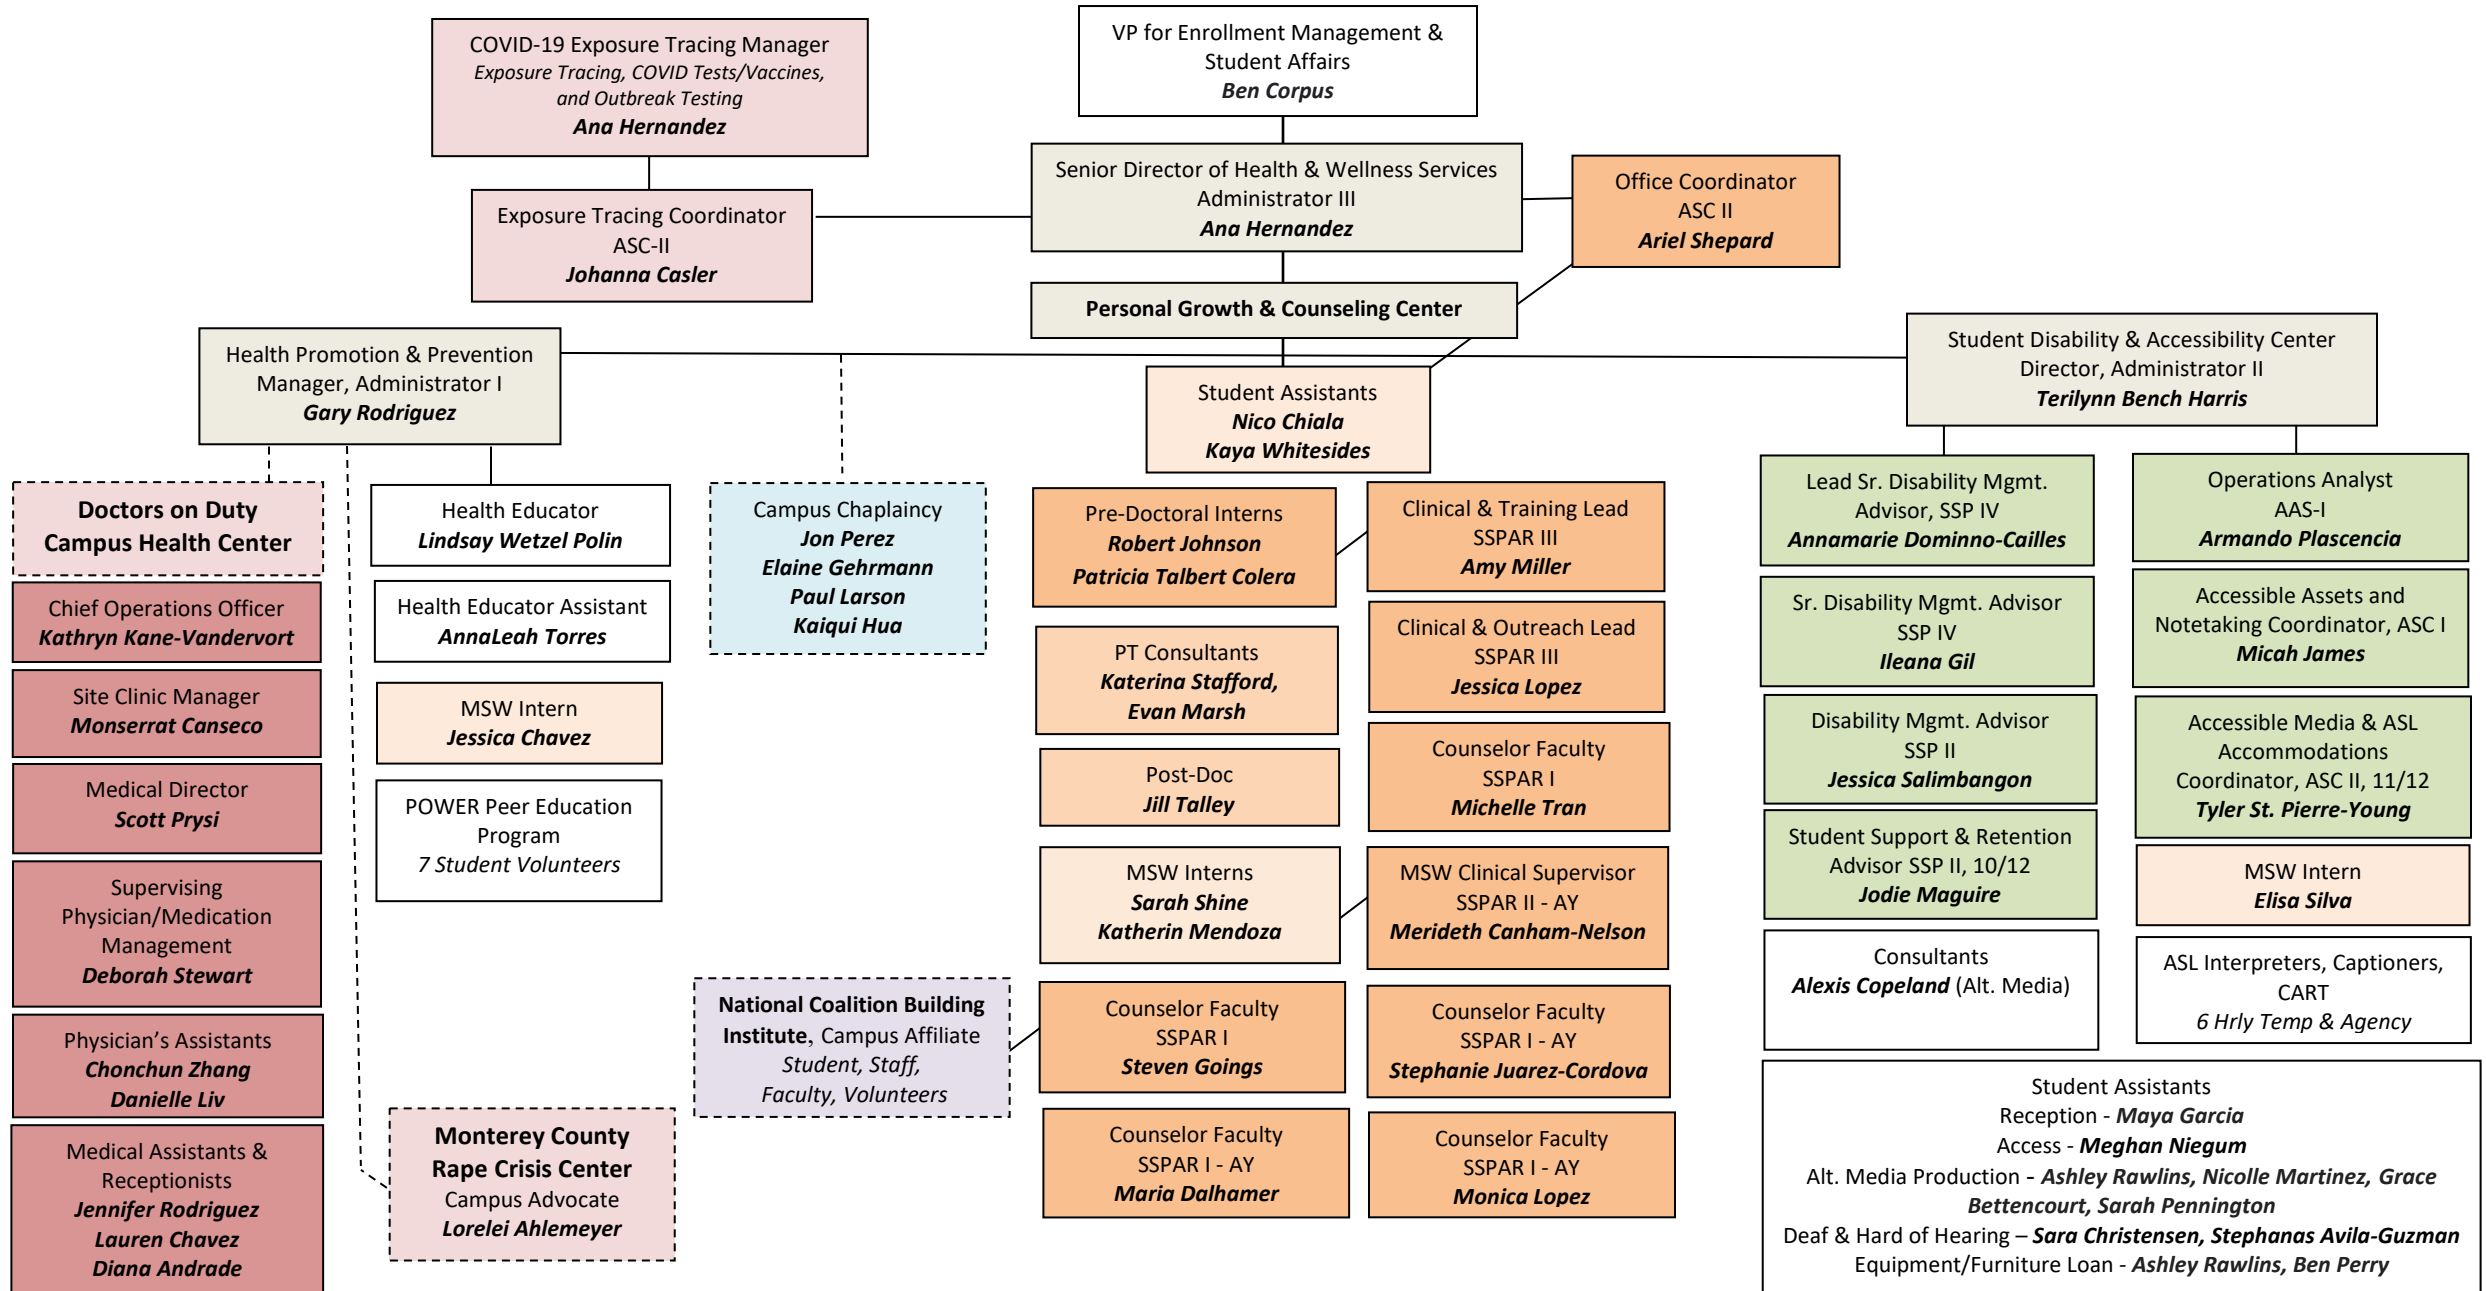 COVID-19 Exposure Tracing Manager
Exposure Tracing, COVID Tests/Vaccines,
and Outbreak Testing
Ana Hernandez
VP for Enrollment Management &
Student Affairs
Ben Corpus
Exposure Tracing Coordinator
ASC-II
Johanna Casler
Senior Director of Health & Wellness Services
Administrator III
Ana Hernandez
Office Coordinator
ASC II
Ariel Shepard
Personal Growth & Counseling Center
Health Promotion & Prevention
Manager, Administrator I
Gary Rodriguez
Student Assistants
Nico Chiala
Kaya Whitesides
Student Disability & Accessibility Center
Director, Administrator II
Terilynn Bench Harris
Doctors on Duty
Campus Health Center
Chief Operations Officer
Kathryn Kane-Vandervort
Site Clinic Manager
Monserrat Canseco
Medical Director
Scott Prysi
Supervising
Physician/Medication
Management
Deborah Stewart
Physician’s Assistants
Chonchun Zhang
Danielle Liv
Medical Assistants &
Receptionists
Jennifer Rodriguez
Lauren Chavez
Diana Andrade
Health Educator
Lindsay Wetzel Polin
Health Educator Assistant
AnnaLeah Torres
MSW Intern
Jessica Chavez
POWER Peer Education
Program
7 Student Volunteers
Monterey County
Rape Crisis Center
Campus Advocate
Lorelei Ahlemeyer
Campus Chaplaincy
Jon Perez
Elaine Gehrmann
Paul Larson
Kaiqui Hua
National Coalition Building
Institute, Campus Affiliate
Student, Staff,
Faculty, Volunteers
Pre-Doctoral Interns
Robert Johnson
Patricia Talbert Colera
PT Consultants
Katerina Stafford,
Evan Marsh
Post-Doc
Jill Talley
MSW Interns
Sarah Shine
Katherin Mendoza
Counselor Faculty
SSPAR I
Steven Goings
Counselor Faculty
SSPAR I - AY
Maria Dalhamer
Clinical & Training Lead
SSPAR III
Amy Miller
Clinical & Outreach Lead
SSPAR III
Jessica Lopez
Counselor Faculty
SSPAR I
Michelle Tran
MSW Clinical Supervisor
SSPAR II - AY
Merideth Canham-Nelson
Counselor Faculty
SSPAR I - AY
Stephanie Juarez-Cordova
Counselor Faculty
SSPAR I - AY
Monica Lopez
Lead Sr. Disability Mgmt.
Advisor, SSP IV
Annamarie Dominno-Cailles
Sr. Disability Mgmt. Advisor
SSP IV
Ileana Gil
Disability Mgmt. Advisor
SSP II
Jessica Salimbangon
Student Support & Retention
Advisor SSP II, 10/12
Jodie Maguire
Consultants
Alexis Copeland (Alt. Media)
Operations Analyst
AAS-I
Armando Plascencia
Accessible Assets and
Notetaking Coordinator, ASC I
Micah James
Accessible Media & ASL
Accommodations
Coordinator, ASC II, 11/12
Tyler St. Pierre-Young
MSW Intern
Elisa Silva
ASL Interpreters, Captioners,
CART
6 Hrly Temp & Agency
Student Assistants
Reception - Maya Garcia
Access - Meghan Niegum
Alt. Media Production - Ashley Rawlins, Nicolle Martinez, Grace
Bettencourt, Sarah Pennington
Deaf & Hard of Hearing – Sara Christensen, Stephanas Avila-Guzman
Equipment/Furniture Loan - Ashley Rawlins, Ben Perry